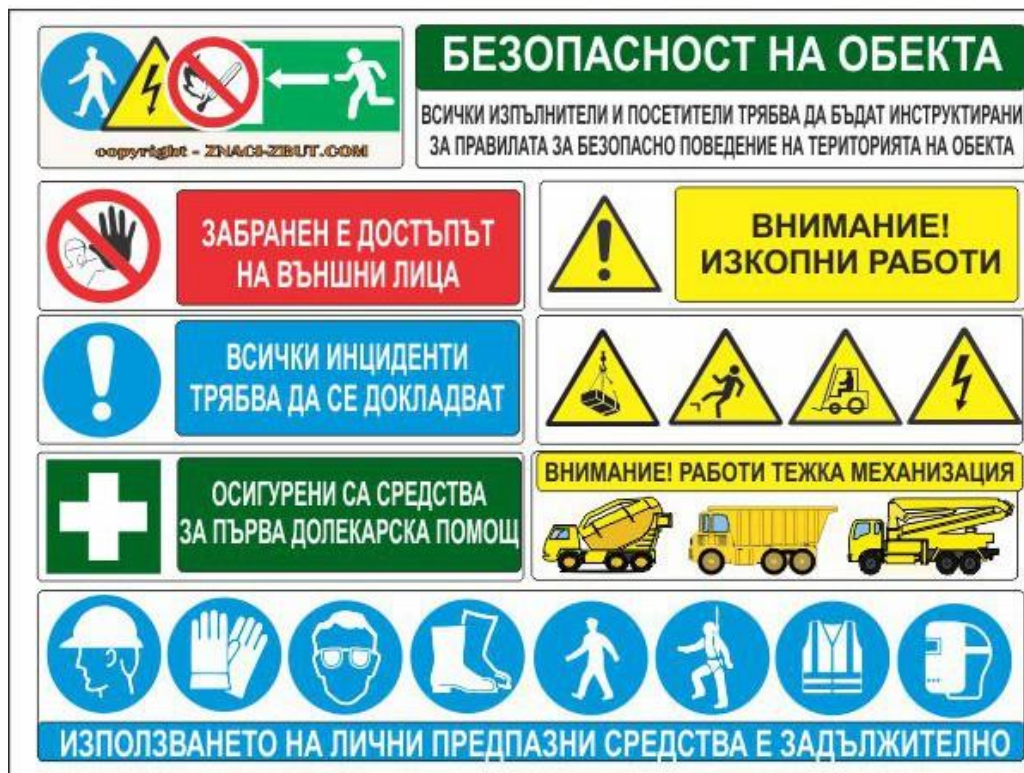 copyright - ZNACI-ZBUT.COM
БЕЗОПАСНОСТ НА ОБЕКТА
ВСИЧКИ ИЗПЪЛНИТЕЛИ И ПОСЕТИТЕЛИ ТРЯБВА ДА БЪДАТ ИНСТРУКТИРАНИ
ЗА ПРАВИЛАТА ЗА БЕЗОПАСНО ПОВЕДЕНИЕ НА ТЕРИТОРИЯТА НА ОБЕКТА
ЗАБРАНЕН Е ДОСТЪПЪТ
НА ВЪНШНИ ЛИЦА
ВНИМАНИЕ!
ИЗКОПНИ РАБОТИ
ВСИЧКИ ИНЦИДЕНТИ
ТРЯБВА ДА СЕ ДОКЛАДВАТ
ОСИГУРЕНИ СА СРЕДСТВА
ЗА ПЪРВА ДОЛЕКАРСКА ПОМОЩ
ВНИМАНИЕ! РАБОТИ ТЕЖКА МЕХАНИЗАЦИЯ
ИЗПОЛЗВАНЕТО НА ЛИЧНИ ПРЕДПАЗНИ СРЕДСТВА Е ЗАДЪЛЖИТЕЛНО